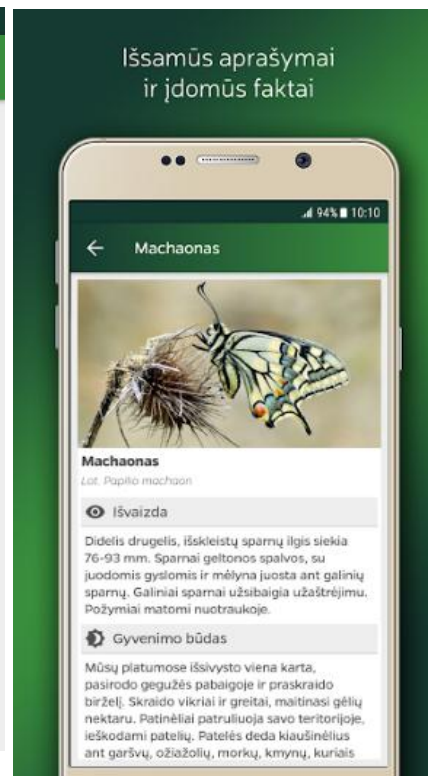 Išsamūs aprašymai
ir įdomūs faktai
94% 10:10
Machaonas
Machaonas
Lot. Papilio machaon
Išvaizda
Didelis drugelis, išskleistų sparnų ilgis siekia
76-93 mm. Sparnai geltonos spalvos, su
juodomis gyslomis ir mėlyna juosta ant galinių
sparnų. Galiniai sparnai užsibaigia užaštrėjimu.
Požymiai matomi nuotraukoje.
Gyvenimo būdas
Mūsų platumose išsivysto viena karta,
pasirodo gegužės pabaigoje ir praskraido
birželį. Skraido vikriai ir greitai, maitinasi gėlių
nektaru. Patinėliai patruliuoja savo teritorijoje,
ieškodami patelių. Patelės deda kiaušinėlius
ant garšvų, ožiažolių, morkų, kmynų, kuriais